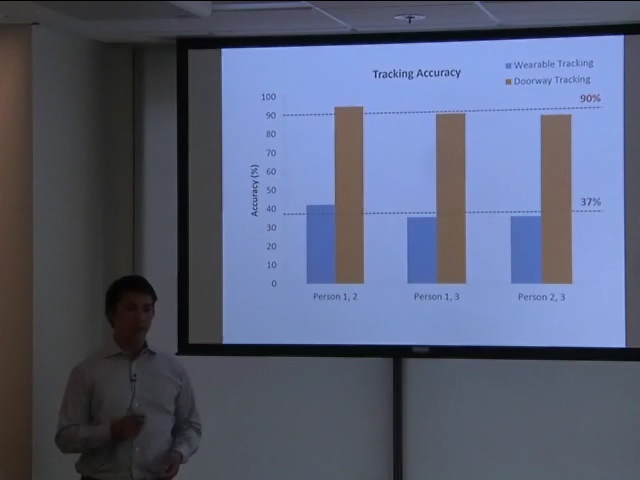 Tracking Accuracy
Wearable Tracking
Doorway Tracking
90%
37%
Accuracy (%)
100
90
80
70
60
50
40
30
20
10
0
Person 1, 2
Person 1, 3
Person 2, 3